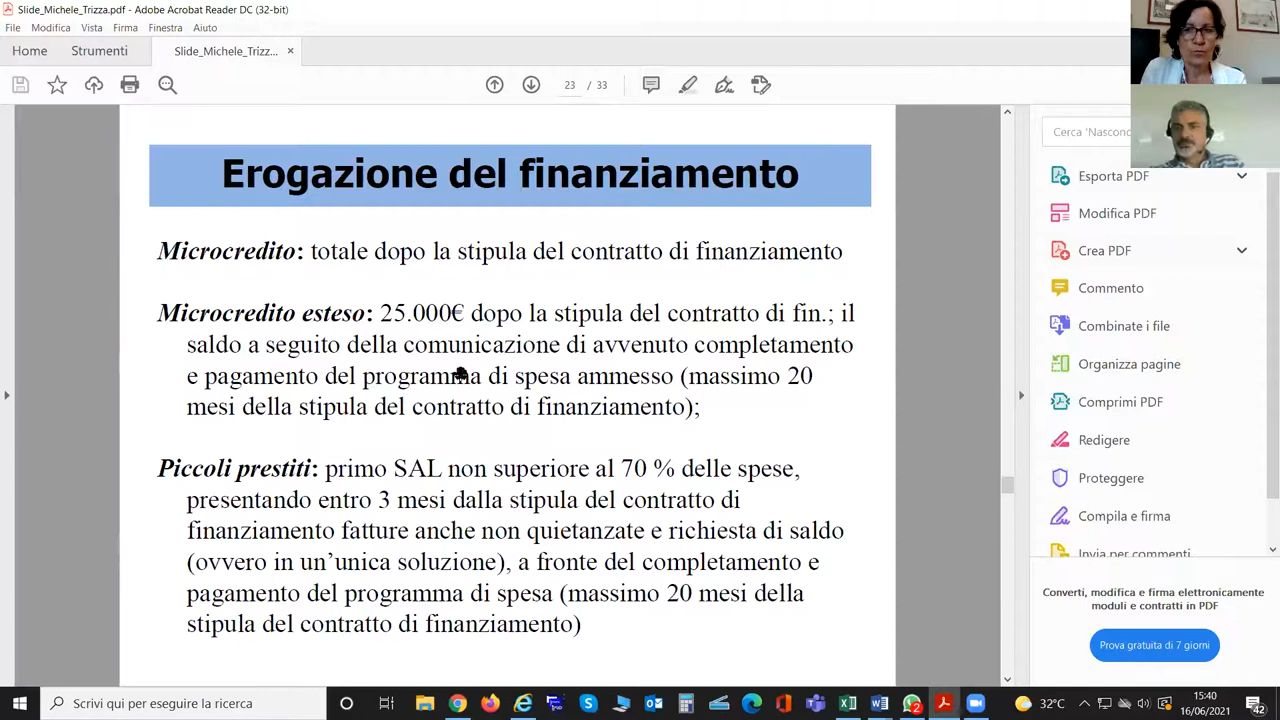 Slide_Michele_Trizza.pdf - Adobe Acrobat Reader DC (32-bit)
File Modifica Vista Firma Finestra Aiuto
Home Strumenti Slide_Michele_Trizz... ×
23 / 33
Cerca 'Nascond
Erogazione del finanziamento
Microcredito: totale dopo la stipula del contratto di finanziamento
Microcredito esteso: 25.000€ dopo la stipula del contratto di fin.; il
saldo a seguito della comunicazione di avvenuto completamento
e pagamento del programma di spesa ammesso (massimo 20
mesi della stipula del contratto di finanziamento);
Piccoli prestiti: primo SAL non superiore al 70 % delle spese,
presentando entro 3 mesi dalla stipula del contratto di
finanziamento fatture anche non quietanzate e richiesta di saldo
(ovvero in un’unica soluzione), a fronte del completamento e
pagamento del programma di spesa (massimo 20 mesi della
stipula del contratto di finanziamento)
Esporta PDF
Modifica PDF
Crea PDF
Commento
Combinate i file
Organizza pagine
Comprimi PDF
Redigere
Proteggere
Compila e firma
Invia per commenti
Converti, modifica e firma elettronicamente
moduli e contratti in PDF
Prova gratuita di 7 giorni
Scrivi qui per eseguire la ricerca
2
32°C
15:40
16/06/2021
42